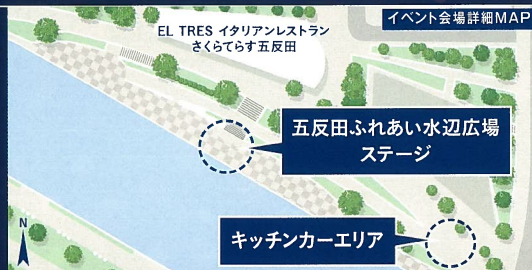 イベント会場詳細MAP
EL TRES イタリアンレストラン
さくらてらす五反田
五反田ふれあい水辺広場
ステージ
キッチンカーエリア
N